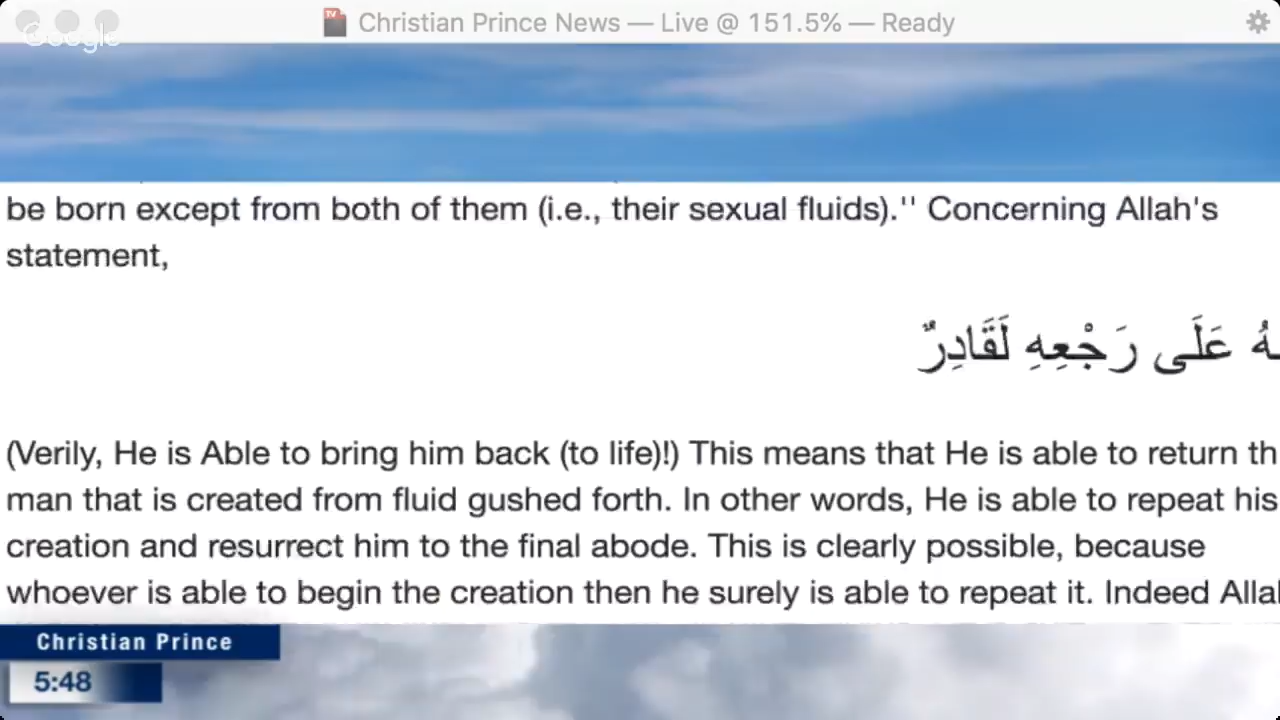 Google
Christian Prince News — Live @ 151.5% — Ready
be born except from both of them (i.e., their sexual fluids).'' Concerning Allah's
statement,
عَلَى رَجْعِهِ لَقَادِرٌ
(Verily, He is Able to bring him back (to life)!) This means that He is able to return th
man that is created from fluid gushed forth. In other words, He is able to repeat his
creation and resurrect him to the final abode. This is clearly possible, because
whoever is able to begin the creation then he surely is able to repeat it. Indeed Alla
Christian Prince
5:48